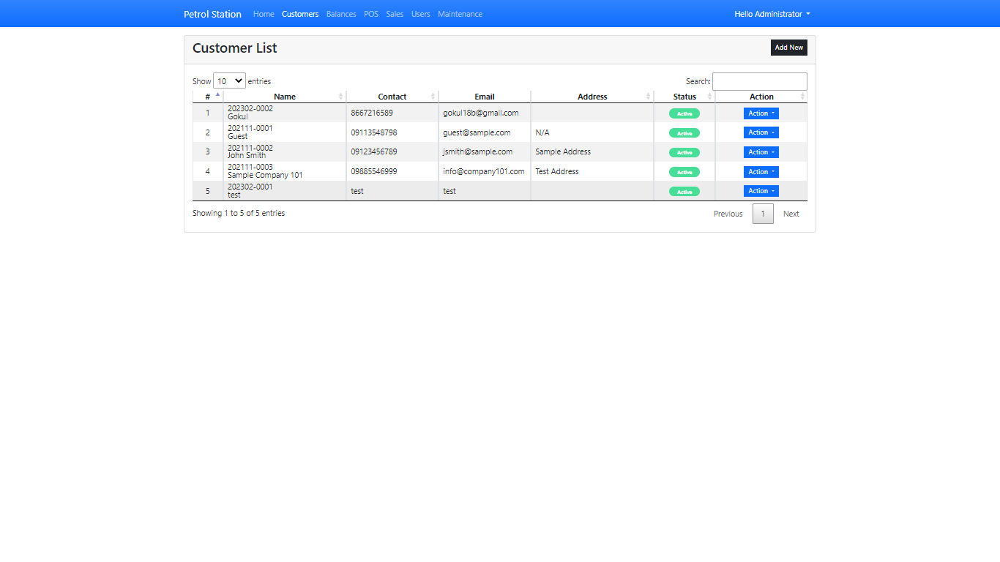 Petrol Station Home Customers Balances POS Sales Users Maintenance Hello Administrator
Customer List Add New
Show 10 entries Search:
# Name Contact Email Address Status Action
1 202302-0002 8667216589 gokul18b@gmail.com Active Action
Gokul
2 202111-0001 09113548798 guest@sample.com N/A Active Action
Guest
3 202111-0002 09123456789 jsmith@sample.com Sample Address Active Action
John Smith
4 202111-0003 09885546999 info@company101.com Test Address Active Action
Sample Company 101
5 202302-0001 test test Active Action
test
Showing 1 to 5 of 5 entries Previous 1 Next